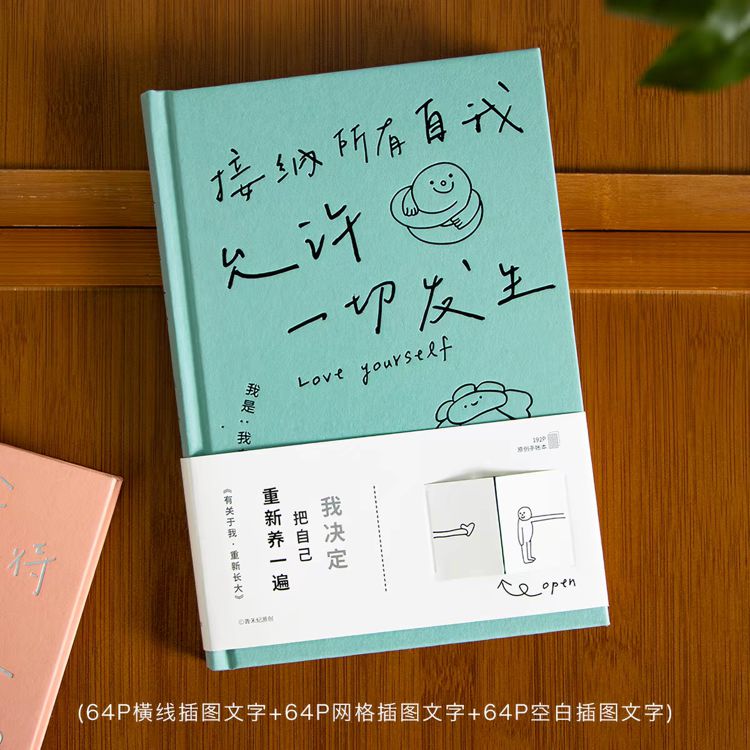 接纳所有自我
允许
一切发生
Love yourself
我是：我
192P
原创手帐本
我决定
把自己
重新养一遍
《有关于我·重新长大》
open
待
(64P橫线插图文字+64P网格插图文字+64P空白插图文字)